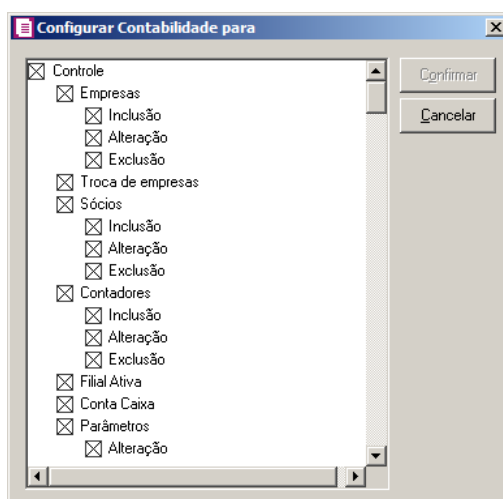 Configurar Contabilidade para
Controle
Empresas
Inclusão
Alteração
Exclusão
Troca de empresas
Sócios
Inclusão
Alteração
Exclusão
Contadores
Inclusão
Alteração
Exclusão
Filial Ativa
Conta Caixa
Parâmetros
Alteração
Confirmar
Cancelar